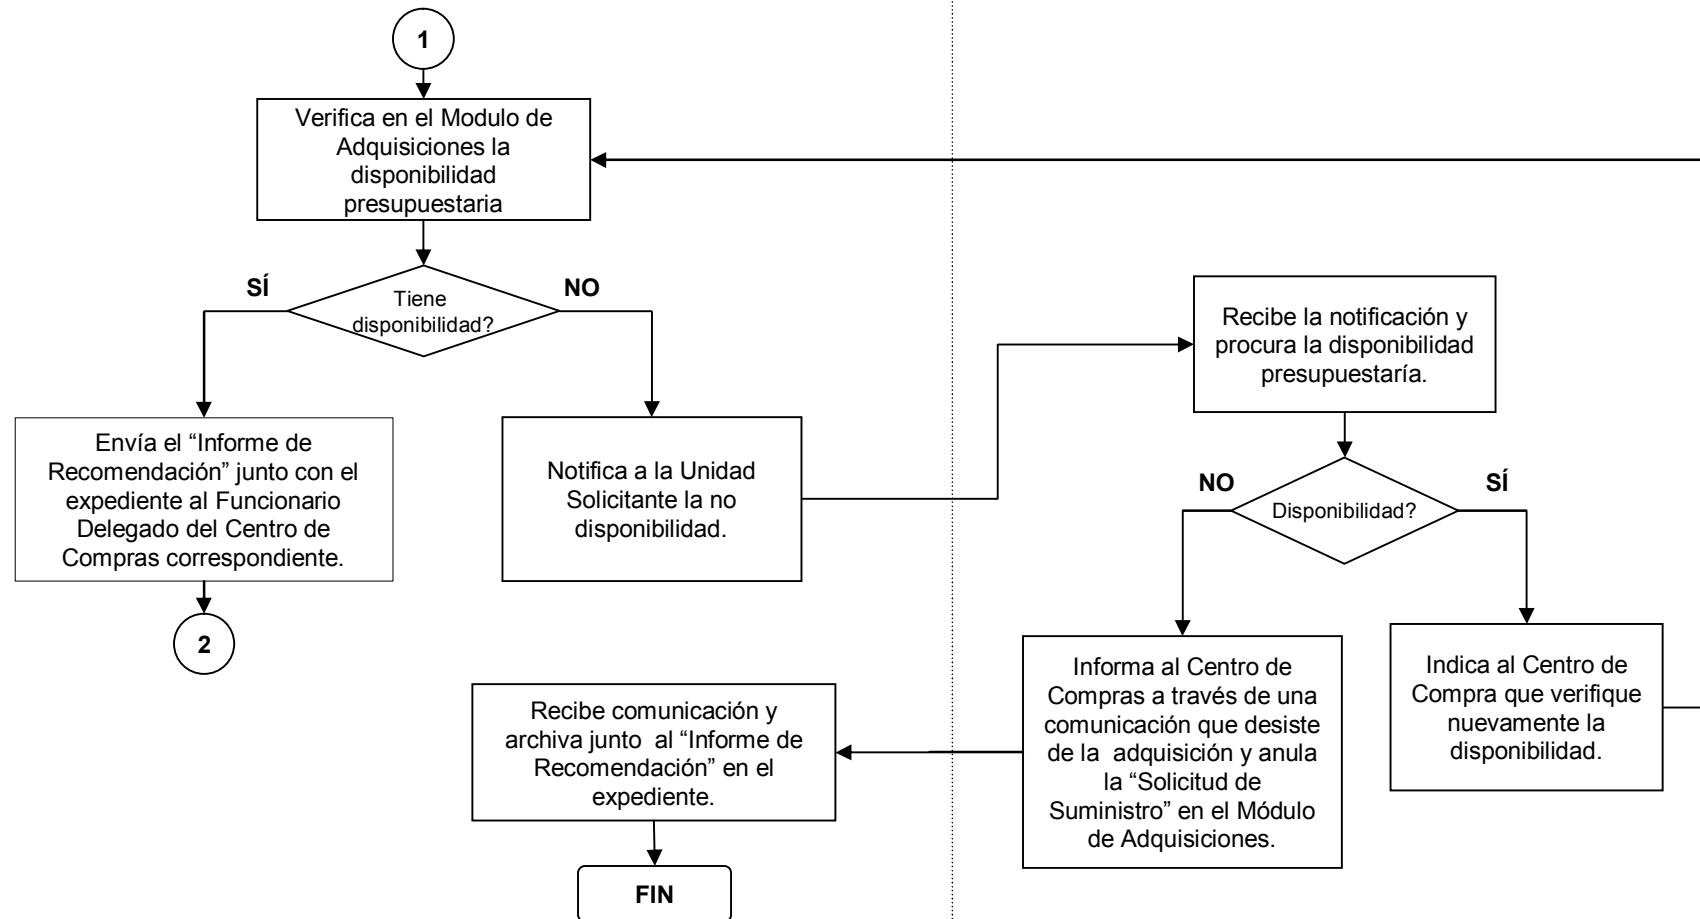 1
Verifica en el Modulo de
Adquisiciones la
disponibilidad
presupuestaria
SÍ
Tiene
disponibilidad?
NO
Envía el “Informe de
Recomendación” junto con el
expediente al Funcionario
Delegado del Centro de
Compras correspondiente.
2
Notifica a la Unidad
Solicitante la no
disponibilidad.
Recibe la notificación y
procura la disponibilidad
presupuestaría.
NO
Disponibilidad?
SÍ
Informa al Centro de
Compras a través de una
comunicación que desiste
de la adquisición y anula
la “Solicitud de
Suministro” en el Módulo
de Adquisiciones.
Indica al Centro de
Compra que verifique
nuevamente la
disponibilidad.
Recibe comunicación y
archiva junto al “Informe de
Recomendación” en el
expediente.
FIN